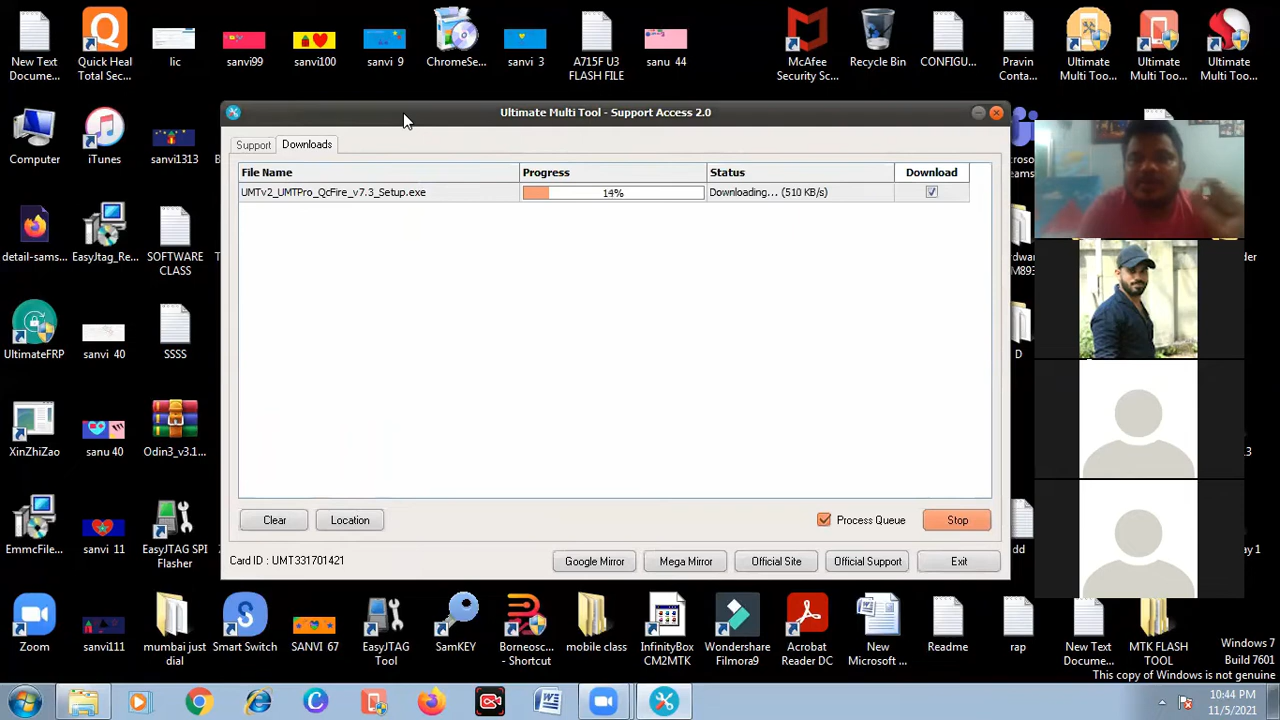 New Text Docume...
Quick Heal Total Sec...
lic
sanvi99
sanvi100
sanvi 9
ChromeSe...
sanvi 3
A715F U3 FLASH FILE
sanu 44
McAfee Security Sc...
Recycle Bin
CONFIGU...
Pravin Conta...
Ultimate Multi Too...
Ultimate Multi Too...
Ultimate Multi Too...
Ultimate Multi Tool - Support Access 2.0
Computer
iTunes
sanvi1313
Support
Downloads
File Name
Progress
Status
Download
UMTv2_UMTPro_QcFire_v7.3_Setup.exe
14%
Downloading... (510 KB/s)
detail-sams...
EasyJtag_Re...
SOFTWARE CLASS
UltimateFRP
sanvi 40
SSSS
D
XinZhiZao
sanu 40
Odin3_v3.1...
EmmcFile...
sanvi 11
EasyJTAG SPI Flasher
dd
Clear
Location
Process Queue
Stop
Card ID : UMT331701421
Google Mirror
Mega Mirror
Official Site
Official Support
Exit
Zoom
sanvi111
mumbai just dial
Smart Switch
SANVI 67
EasyJTAG Tool
SamKEY
Borneosc... - Shortcut
mobile class
InfinityBox CM2MTK
Wondershare Filmora9
Acrobat Reader DC
New Microsoft ...
Readme
rap
New Text Docume...
MTK FLASH TOOL
Windows 7
Build 7601
This copy of Windows is not genuine
10:44 PM
11/5/2021